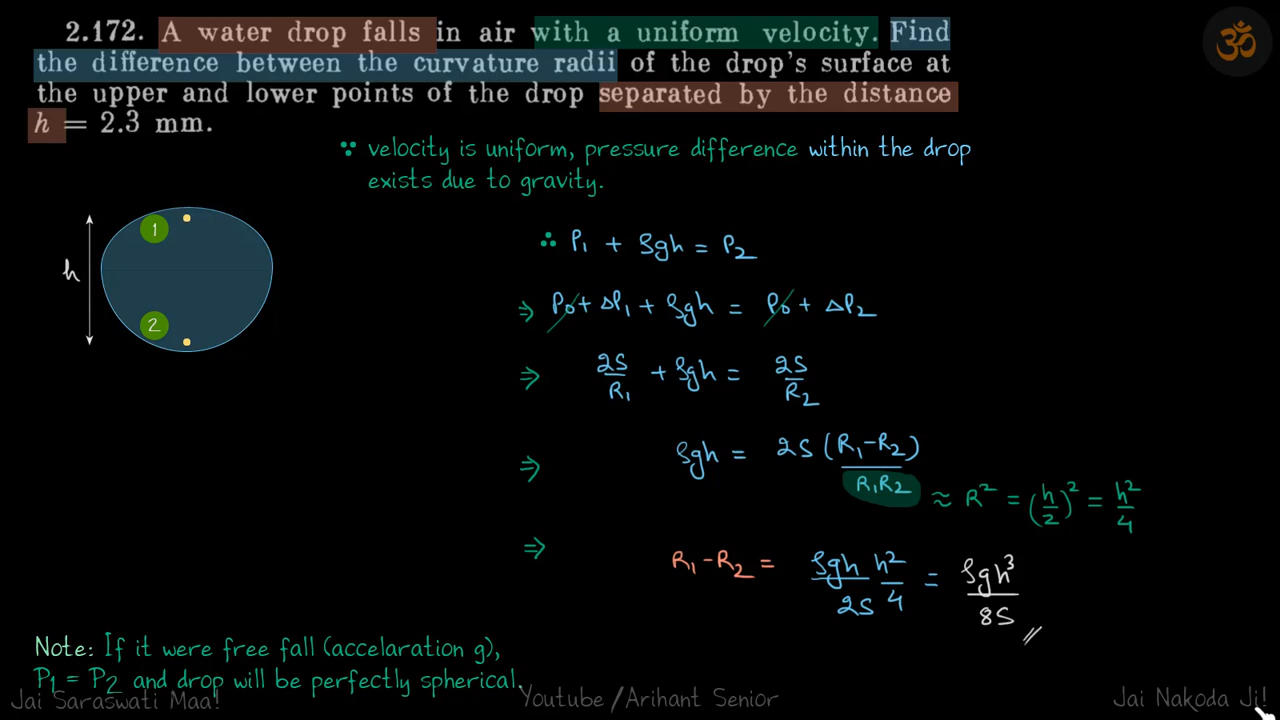 2.172. A water drop falls in air with a uniform velocity. Find
the difference between the curvature radii of the drop's surface at
the upper and lower points of the drop separated by the distance
h = 2.3 mm.
ॐ
∵ velocity is uniform, pressure difference within the drop
exists due to gravity.
1
h
2
∴ P₁ + ρgh = P₂
⇒ P₀ + ΔP₁ + ρgh = P₀ + ΔP₂
⇒ 2S/R₁ + ρgh = 2S/R₂
⇒ ρgh = 2S (R₁-R₂)/R₁R₂ ≈ R² = (h/2)² = h²/4
⇒ R₁-R₂ = ρgh/2S h²/4 = ρgh³/8S //
Note: If it were free fall (accelaration g),
P₁ = P₂ and drop will be perfectly spherical.
Jai Saraswati Maa! Youtube /Arihant Senior Jai Nakoda Ji!